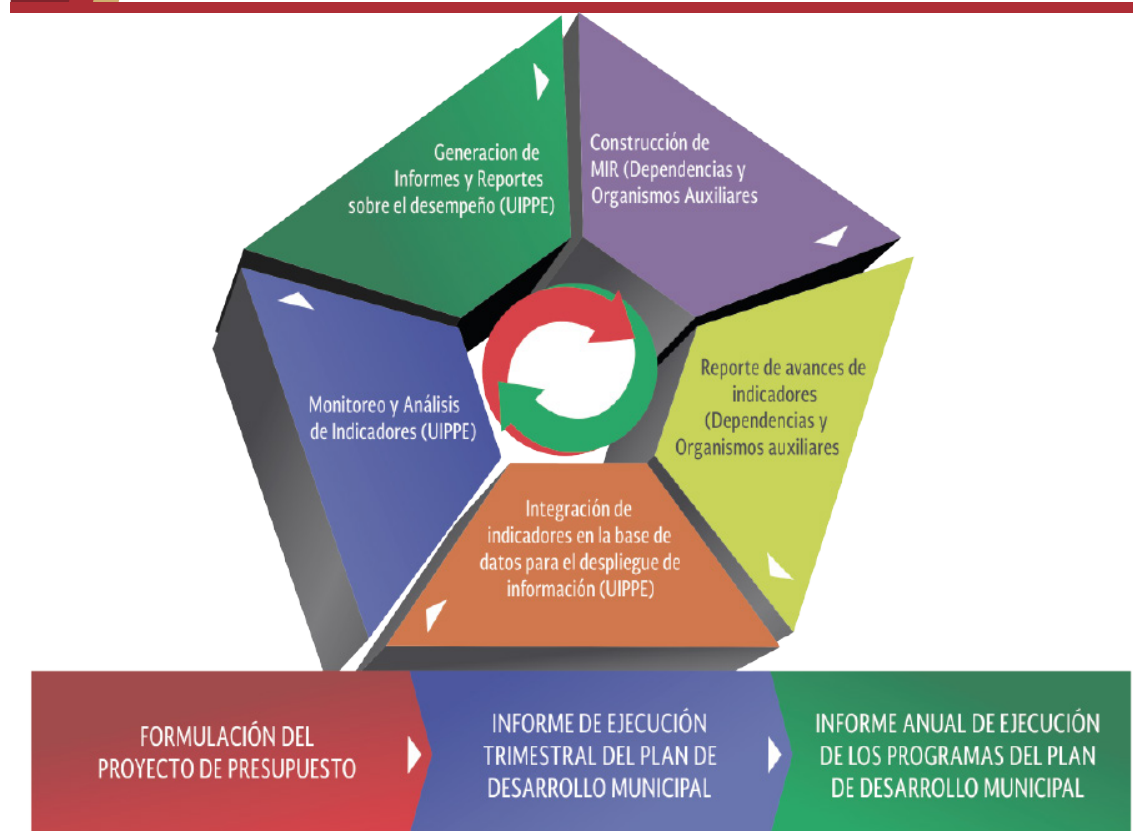 Generacion de
Informes y Reportes
sobre el desempeño (UIPPE)
Construcción de
MIR (Dependencias y
Organismos Auxiliares
Reporte de avances de
indicadores
(Dependencias y
Organismos auxiliares
Integración de
indicadores en la base de
datos para el despliegue de
información (UIPPE)
Monitoreo y Análisis
de Indicadores (UIPPE)
FORMULACIÓN DEL
PROYECTO DE PRESUPUESTO
INFORME DE EJECUCIÓN
TRIMESTRAL DEL PLAN DE
DESARROLLO MUNICIPAL
INFORME ANUAL DE EJECUCIÓN
DE LOS PROGRAMAS DEL PLAN
DE DESARROLLO MUNICIPAL